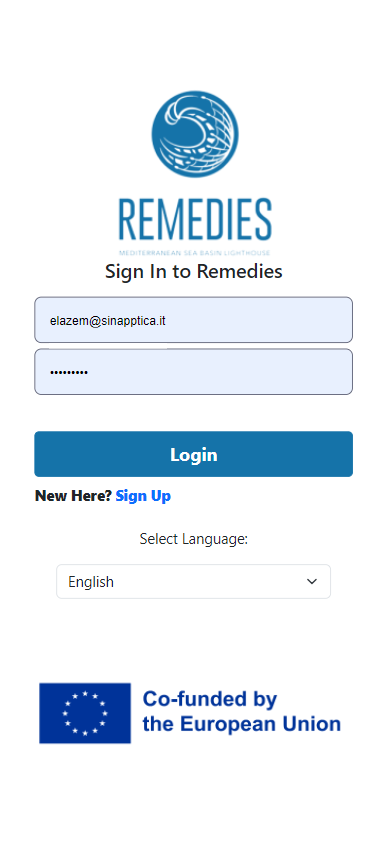 REMEDIES
MEDITERRANEAN SEA BASIN LIGHTHOUSE
Sign In to Remedies
elazem@sinapptica.it
•••••••••
Login
New Here? Sign Up
Select Language:
English
Co-funded by
the European Union